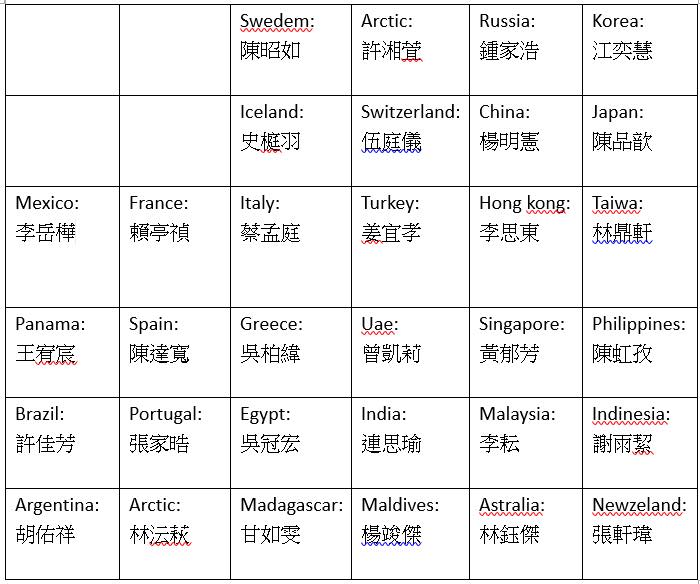 Swedem:
陳昭如
Arctic:
許湘萓
Russia:
鍾家浩
Korea:
江奕慧
Iceland:
史樦羽
Switzerland:
伍庭儀
China:
楊明憲
Japan:
陳品歆
Mexico:
李岳樺
France:
賴亭禎
Italy:
蔡孟庭
Turkey:
姜宜孝
Hong kong:
李思東
Taiwa:
林鼎軒
Panama:
王宥宸
Spain:
陳達寬
Greece:
吳柏緯
Uae:
曾凱莉
Singapore:
黃郁芳
Philippines:
陳虹孜
Brazil:
許佳芳
Portugal:
張家晧
Egypt:
吳冠宏
India:
連思瑜
Malaysia:
李耘
Indinesia:
謝雨絜
Argentina:
胡佑祥
Arctic:
林沄菝
Madagascar:
甘如雯
Maldives:
楊竣傑
Astralia:
林鈺傑
Newzeland:
張軒瑋